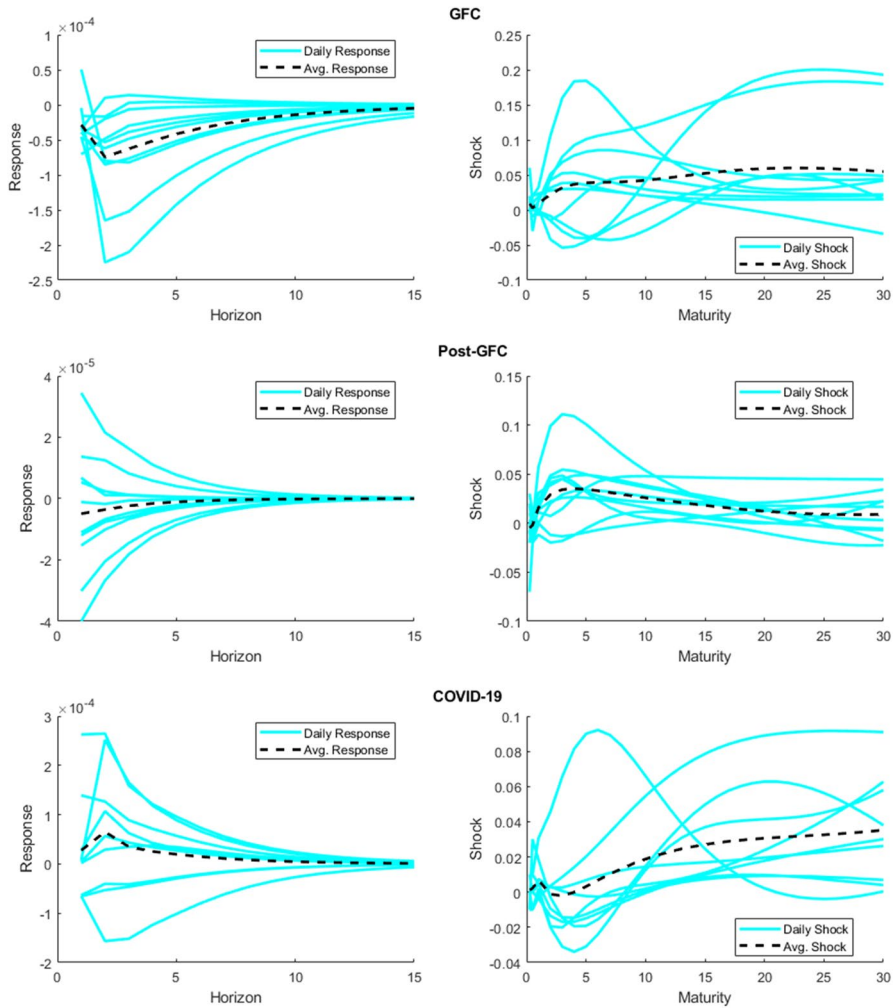 GFC
×10⁻⁴
1
0.5
0
-0.5
-1
-1.5
-2
-2.5
Response
0 5 10 15
Horizon
Daily Response
Avg. Response
0.25
0.2
0.15
0.1
0.05
0
-0.05
-0.1
Shock
0 5 10 15 20 25 30
Maturity
Daily Shock
Avg. Shock
Post-GFC
×10⁻⁵
4
2
0
-2
-4
Response
0 5 10 15
Horizon
Daily Response
Avg. Response
0.15
0.1
0.05
0
-0.05
-0.1
Shock
0 5 10 15 20 25 30
Maturity
Daily Shock
Avg. Shock
COVID-19
×10⁻⁴
3
2
1
0
-1
-2
Response
0 5 10 15
Horizon
Daily Response
Avg. Response
0.1
0.08
0.06
0.04
0.02
0
-0.02
-0.04
Shock
0 5 10 15 20 25 30
Maturity
Daily Shock
Avg. Shock